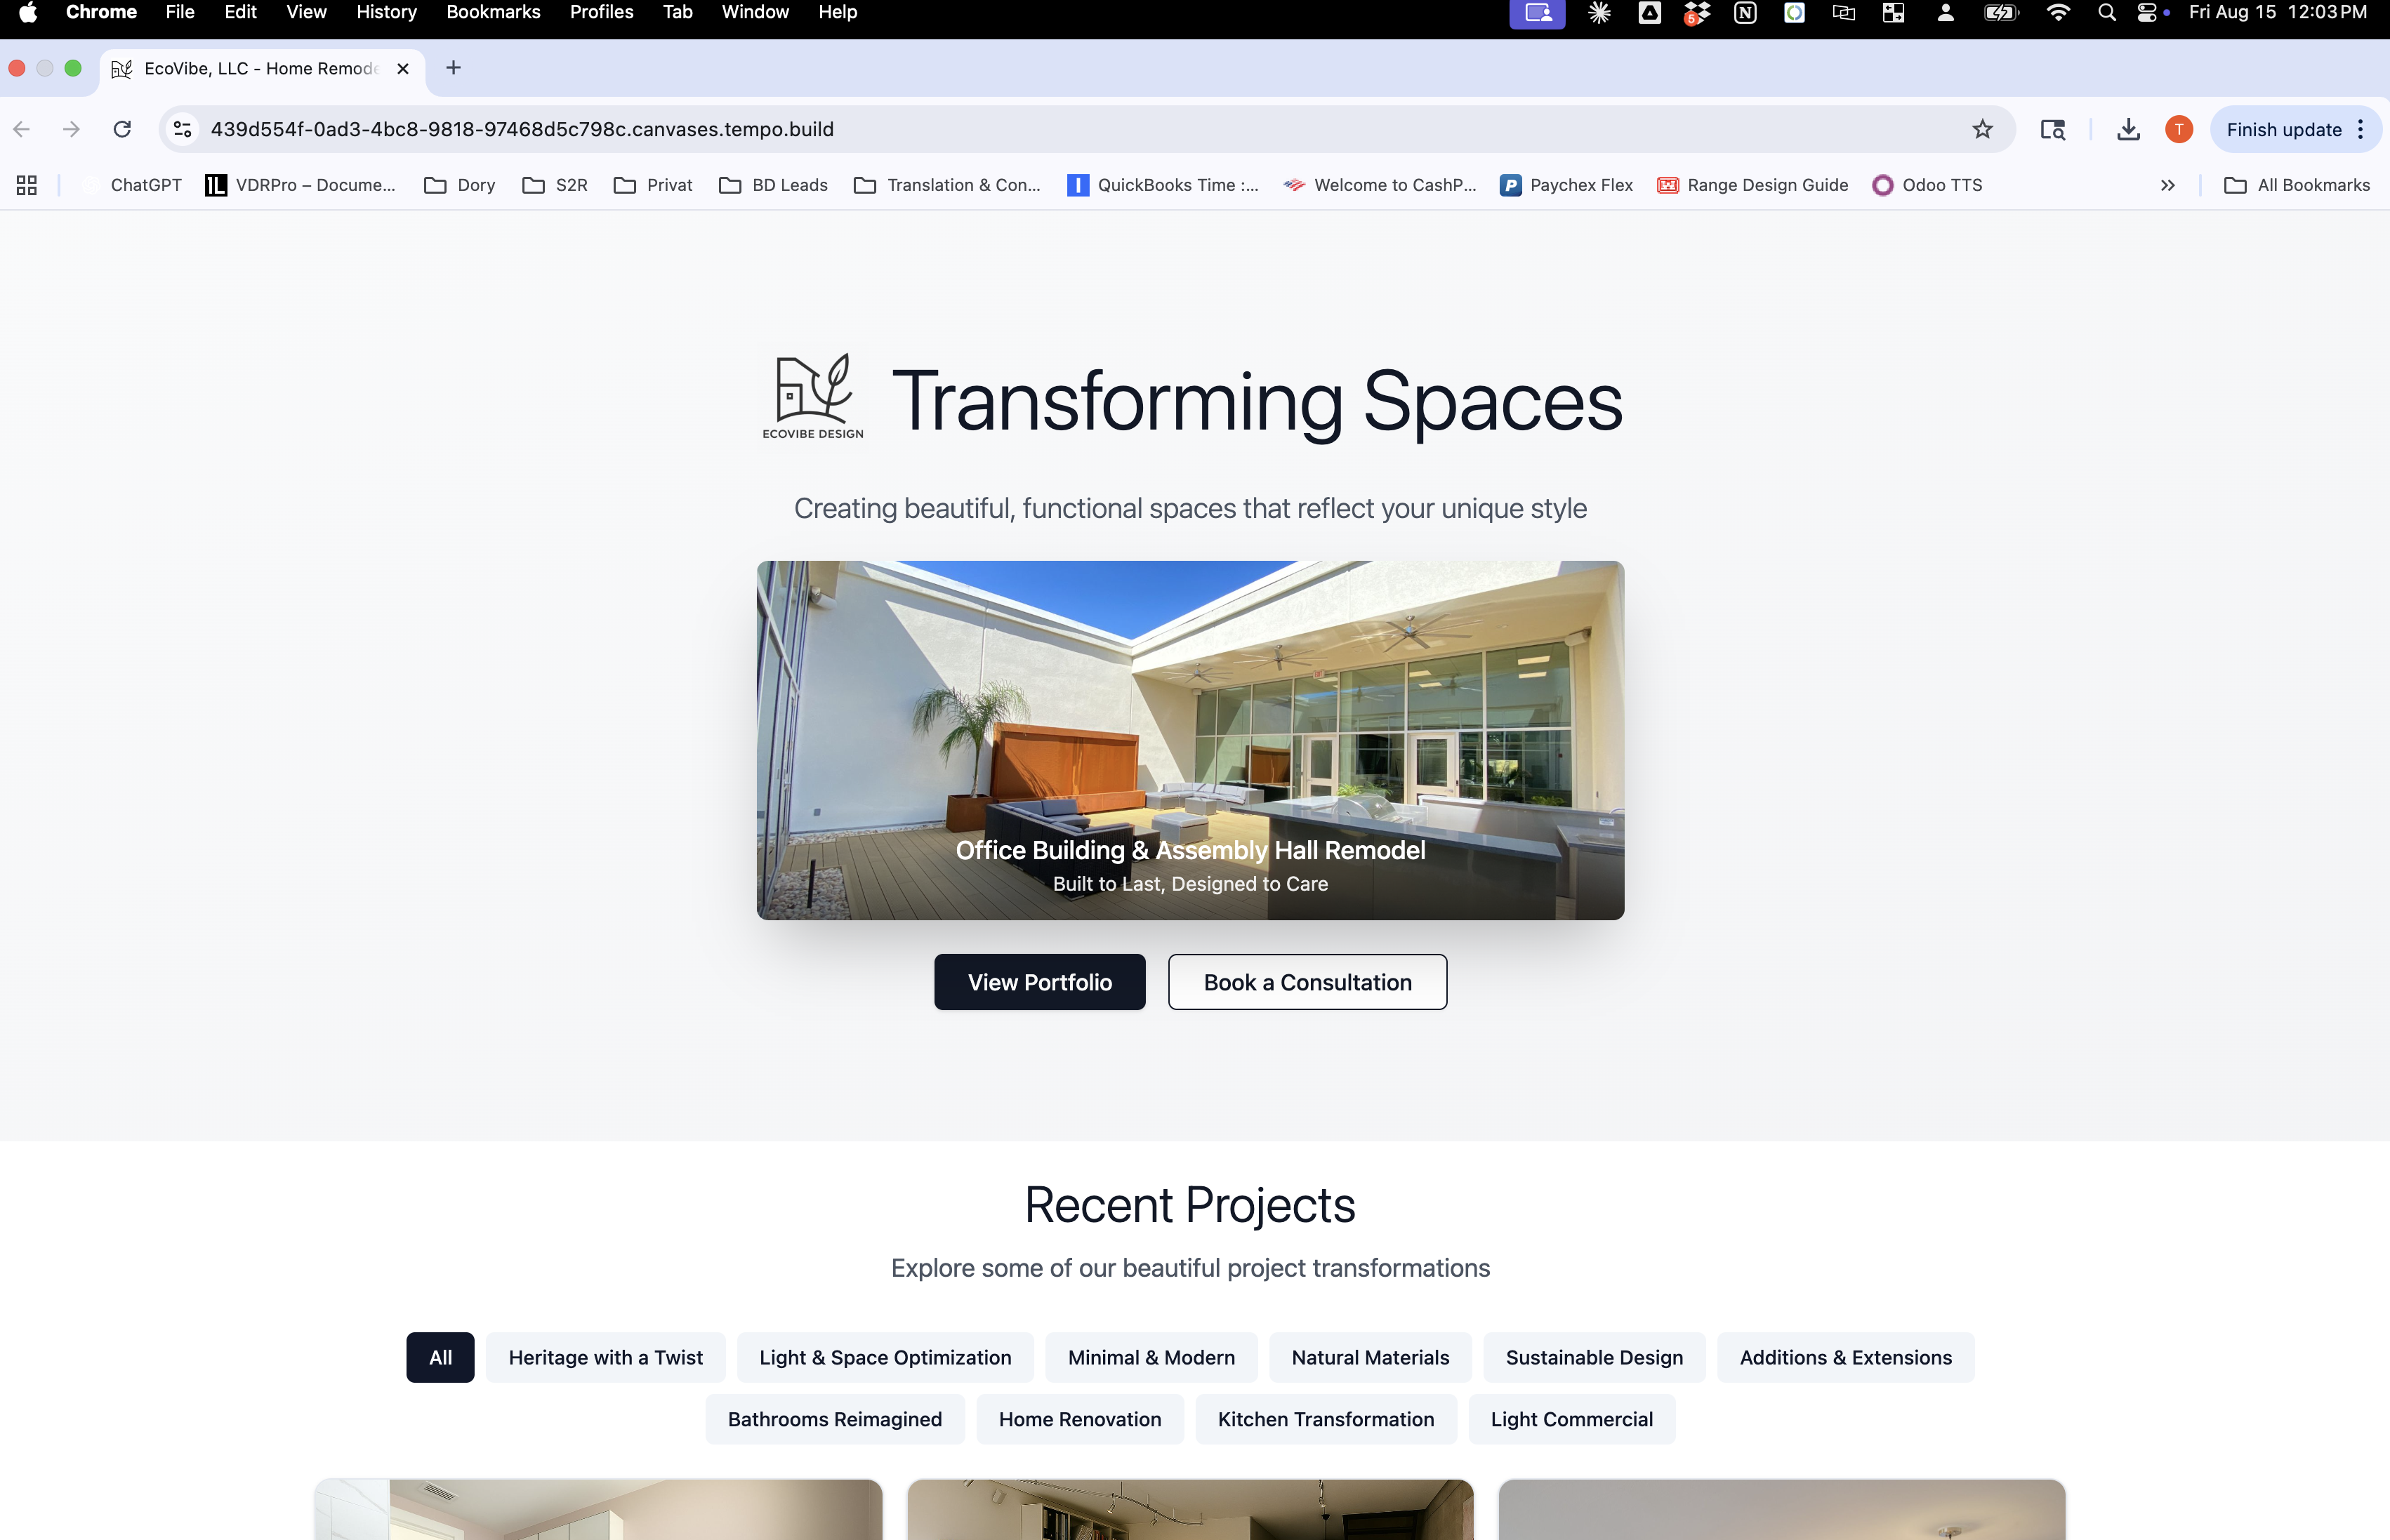 Chrome File Edit View History Bookmarks Profiles Tab Window Help 5 N Fri Aug 15 12:03 PM
EcoVibe, LLC - Home Remode
439d554f-0ad3-4bc8-9818-97468d5c798c.canvases.tempo.build T Finish update
ChatGPT 1L VDRPro – Docume... Dory S2R Privat BD Leads Translation & Con... I QuickBooks Time :... Welcome to CashP... P Paychex Flex Range Design Guide Odoo TTS » All Bookmarks
Transforming Spaces
ECOVIBE DESIGN
Creating beautiful, functional spaces that reflect your unique style
Office Building & Assembly Hall Remodel
Built to Last, Designed to Care
View Portfolio Book a Consultation
Recent Projects
Explore some of our beautiful project transformations
All Heritage with a Twist Light & Space Optimization Minimal & Modern Natural Materials Sustainable Design Additions & Extensions
Bathrooms Reimagined Home Renovation Kitchen Transformation Light Commercial